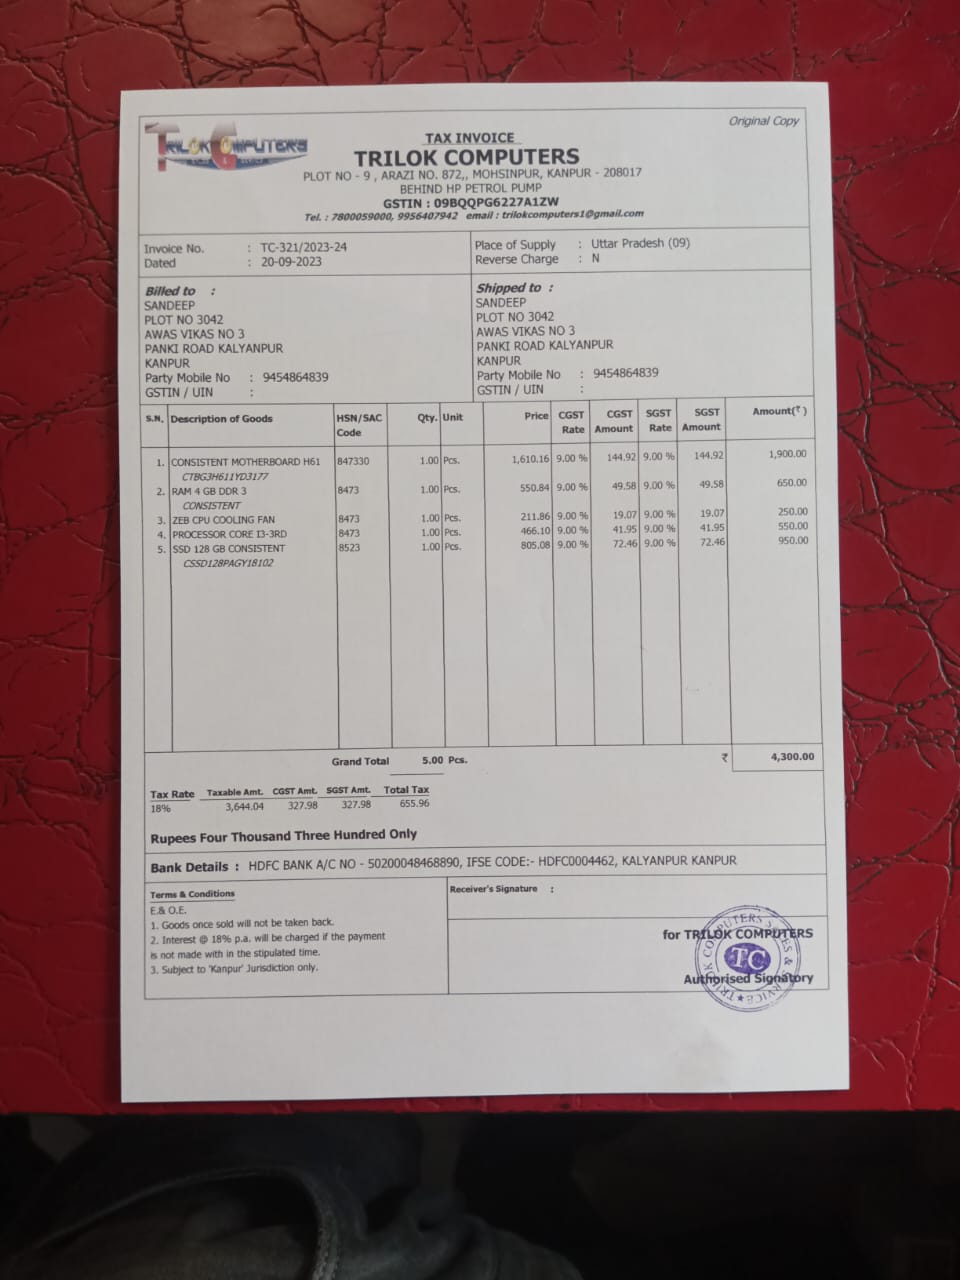 Original Copy
TRILOK COMPUTERS
SALES & SERVICE
TAX INVOICE
TRILOK COMPUTERS
PLOT NO - 9 , ARAZI NO. 872,, MOHSINPUR, KANPUR - 208017
BEHIND HP PETROL PUMP
GSTIN : 09BQQPG6227A1ZW
Tel. : 7800059000, 9956407942 email : trilokcomputers1@gmail.com
Invoice No. : TC-321/2023-24
Dated : 20-09-2023
Place of Supply : Uttar Pradesh (09)
Reverse Charge : N
Billed to :
SANDEEP
PLOT NO 3042
AWAS VIKAS NO 3
PANKI ROAD KALYANPUR
KANPUR
Party Mobile No : 9454864839
GSTIN / UIN :
Shipped to :
SANDEEP
PLOT NO 3042
AWAS VIKAS NO 3
PANKI ROAD KALYANPUR
KANPUR
Party Mobile No : 9454864839
GSTIN / UIN :
S.N. Description of Goods HSN/SAC Code Qty. Unit Price CGST Rate CGST Amount SGST Rate SGST Amount Amount(₹ )
1. CONSISTENT MOTHERBOARD H61 847330 1.00 Pcs. 1,610.16 9.00 % 144.92 9.00 % 144.92 1,900.00
CTBG3H611YD3177
2. RAM 4 GB DDR 3 8473 1.00 Pcs. 550.84 9.00 % 49.58 9.00 % 49.58 650.00
CONSISTENT
3. ZEB CPU COOLING FAN 8473 1.00 Pcs. 211.86 9.00 % 19.07 9.00 % 19.07 250.00
4. PROCESSOR CORE I3-3RD 8473 1.00 Pcs. 466.10 9.00 % 41.95 9.00 % 41.95 550.00
5. SSD 128 GB CONSISTENT 8523 1.00 Pcs. 805.08 9.00 % 72.46 9.00 % 72.46 950.00
CSSD128PAGY18102
Grand Total 5.00 Pcs. ₹ 4,300.00
Tax Rate Taxable Amt. CGST Amt. SGST Amt. Total Tax
18% 3,644.04 327.98 327.98 655.96
Rupees Four Thousand Three Hundred Only
Bank Details : HDFC BANK A/C NO - 50200048468890, IFSE CODE:- HDFC0004462, KALYANPUR KANPUR
Terms & Conditions
E.& O.E.
1. Goods once sold will not be taken back.
2. Interest @ 18% p.a. will be charged if the payment
is not made with in the stipulated time.
3. Subject to 'Kanpur' Jurisdiction only.
Receiver's Signature :
for TRILOK COMPUTERS
Authorised Signatory
TRILOK COMPUTERS SALES & SERVICE
TC